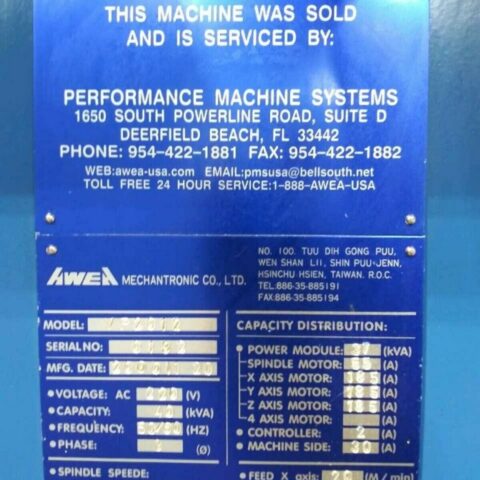 THIS MACHINE WAS SOLD
AND IS SERVICED BY:
PERFORMANCE MACHINE SYSTEMS
1650 SOUTH POWERLINE ROAD, SUITE D
DEERFIELD BEACH, FL 33442
PHONE: 954-422-1881 FAX: 954-422-1882
WEB:awea-usa.com EMAIL:pmsusa@bellsouth.net
TOLL FREE 24 HOUR SERVICE:1-888-AWEA-USA
AWEA MECHANTRONIC CO., LTD.
NO. 100. TUU DIH GONG PUU,
WEN SHAN LII, SHIN PUU-JENN,
HSINCHU HSIEN, TAIWAN. R.O.C.
TEL:886-35-885191
FAX:886-35-885194
MODEL:
SERIAL NO:
MFG. DATE:
• VOLTAGE: AC 220 (V)
• CAPACITY: 40 (kVA)
• FREQUENCY: (HZ)
• PHASE: 3 (Ø)
• SPINDLE SPEEDE:
CAPACITY DISTRIBUTION:
• POWER MODULE: 37 (kVA)
SPINDLE MOTOR: (A)
X AXIS MOTOR: (A)
Y AXIS MOTOR: (A)
Z AXIS MOTOR: (A)
4 AXIS MOTOR: (A)
• CONTROLLER: 2 (A)
• MACHINE SIDE: 30 (A)
• FEED X axis: (M / min)